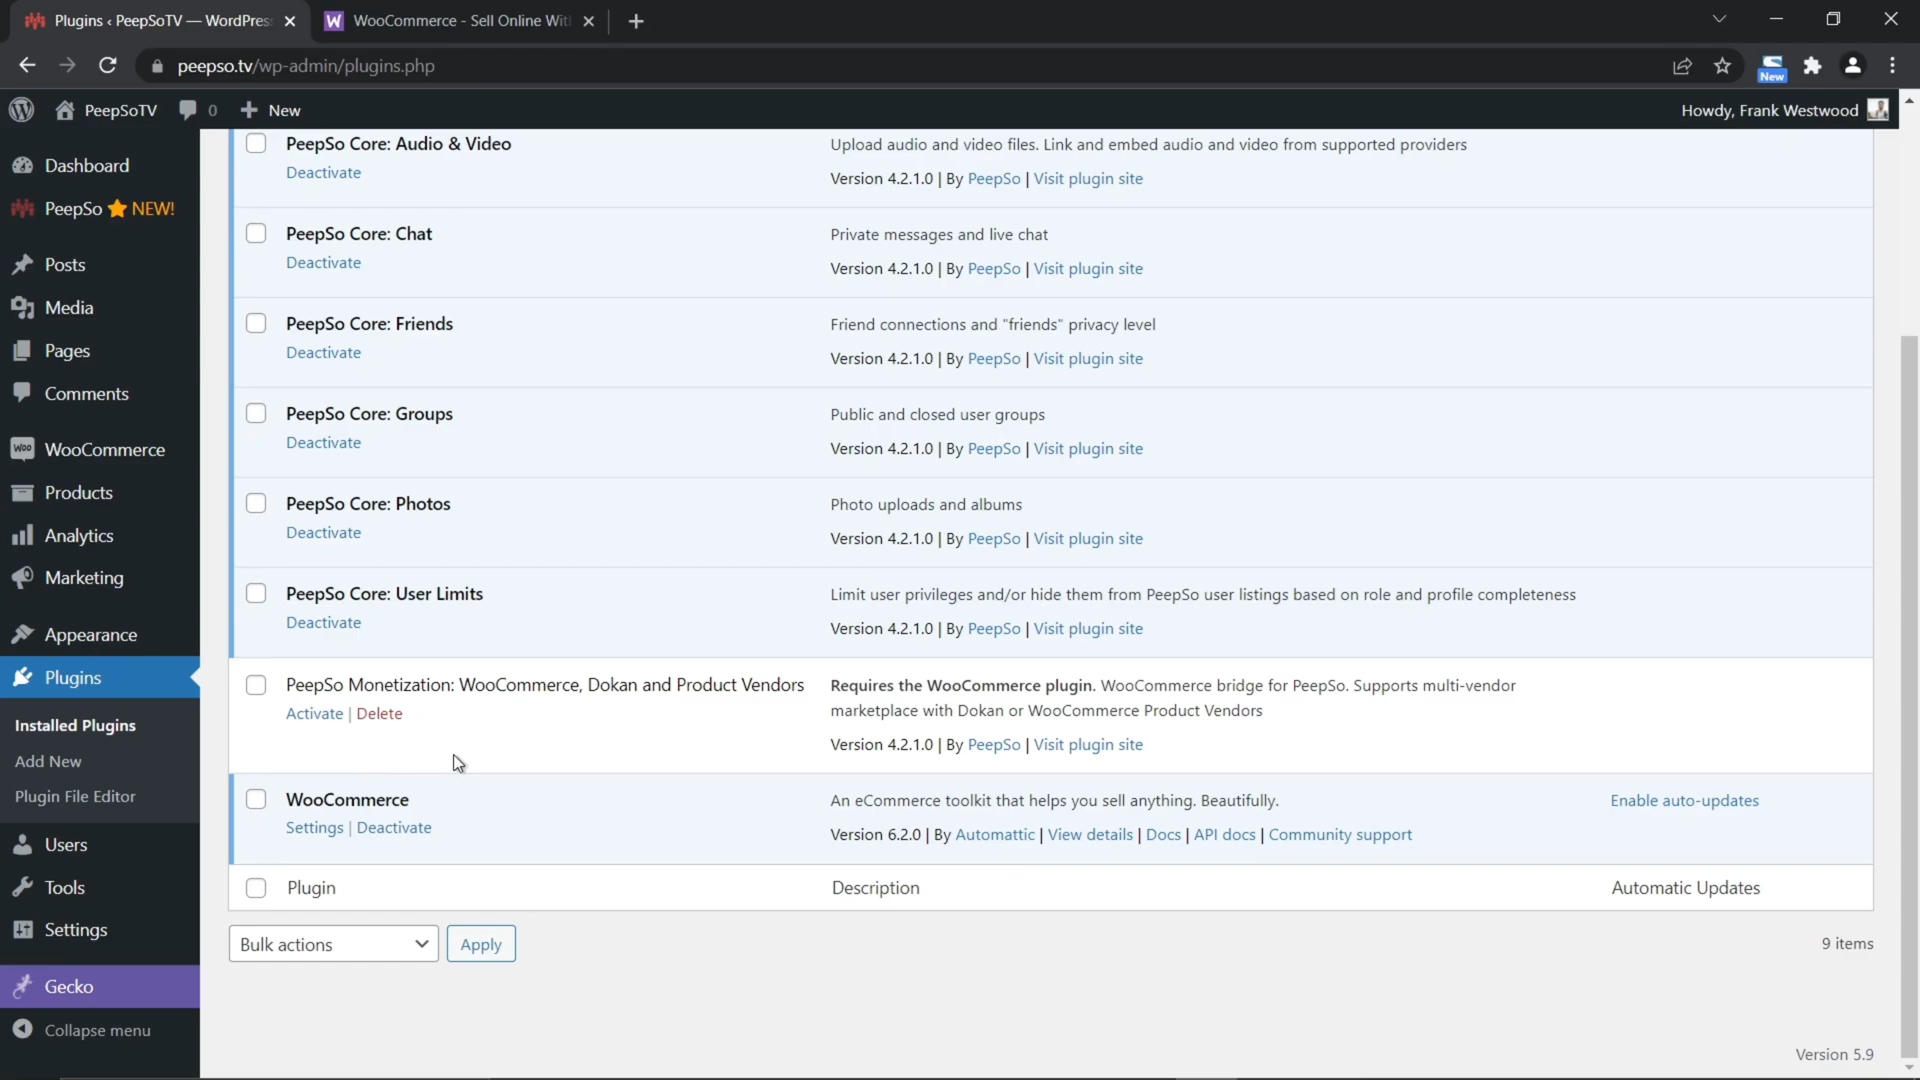 Plugins ‹ PeepSoTV — WordPres
WooCommerce - Sell Online Wit
peepso.tv/wp-admin/plugins.php
New
PeepSoTV
0
New
Howdy, Frank Westwood
Dashboard
PeepSo NEW!
Posts
Media
Pages
Comments
Woo WooCommerce
Products
Analytics
Marketing
Appearance
Plugins
Installed Plugins
Add New
Plugin File Editor
Users
Tools
Settings
Gecko
Collapse menu
PeepSo Core: Audio & Video
Upload audio and video files. Link and embed audio and video from supported providers
Deactivate
Version 4.2.1.0 | By PeepSo | Visit plugin site
PeepSo Core: Chat
Private messages and live chat
Deactivate
Version 4.2.1.0 | By PeepSo | Visit plugin site
PeepSo Core: Friends
Friend connections and "friends" privacy level
Deactivate
Version 4.2.1.0 | By PeepSo | Visit plugin site
PeepSo Core: Groups
Public and closed user groups
Deactivate
Version 4.2.1.0 | By PeepSo | Visit plugin site
PeepSo Core: Photos
Photo uploads and albums
Deactivate
Version 4.2.1.0 | By PeepSo | Visit plugin site
PeepSo Core: User Limits
Limit user privileges and/or hide them from PeepSo user listings based on role and profile completeness
Deactivate
Version 4.2.1.0 | By PeepSo | Visit plugin site
PeepSo Monetization: WooCommerce, Dokan and Product Vendors
Requires the WooCommerce plugin. WooCommerce bridge for PeepSo. Supports multi-vendor
marketplace with Dokan or WooCommerce Product Vendors
Activate | Delete
Version 4.2.1.0 | By PeepSo | Visit plugin site
WooCommerce
An eCommerce toolkit that helps you sell anything. Beautifully.
Enable auto-updates
Settings | Deactivate
Version 6.2.0 | By Automattic | View details | Docs | API docs | Community support
Plugin
Description
Automatic Updates
Bulk actions
Apply
9 items
Version 5.9